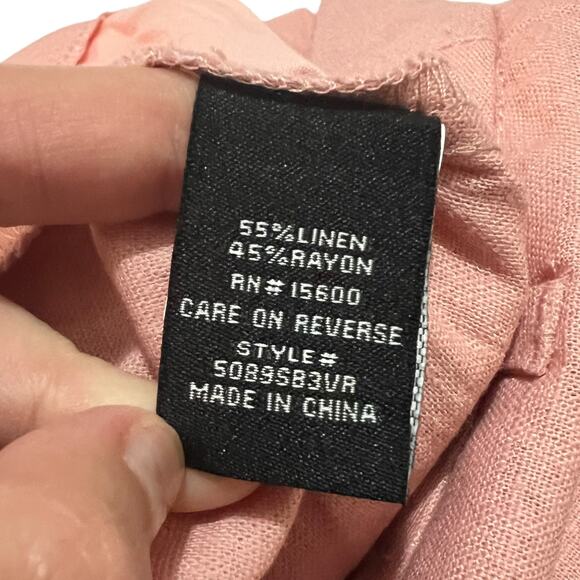 55%LINEN
45%RAYON
RN#15600
CARE ON REVERSE
STYLE#
5089SB3VR
MADE IN CHINA